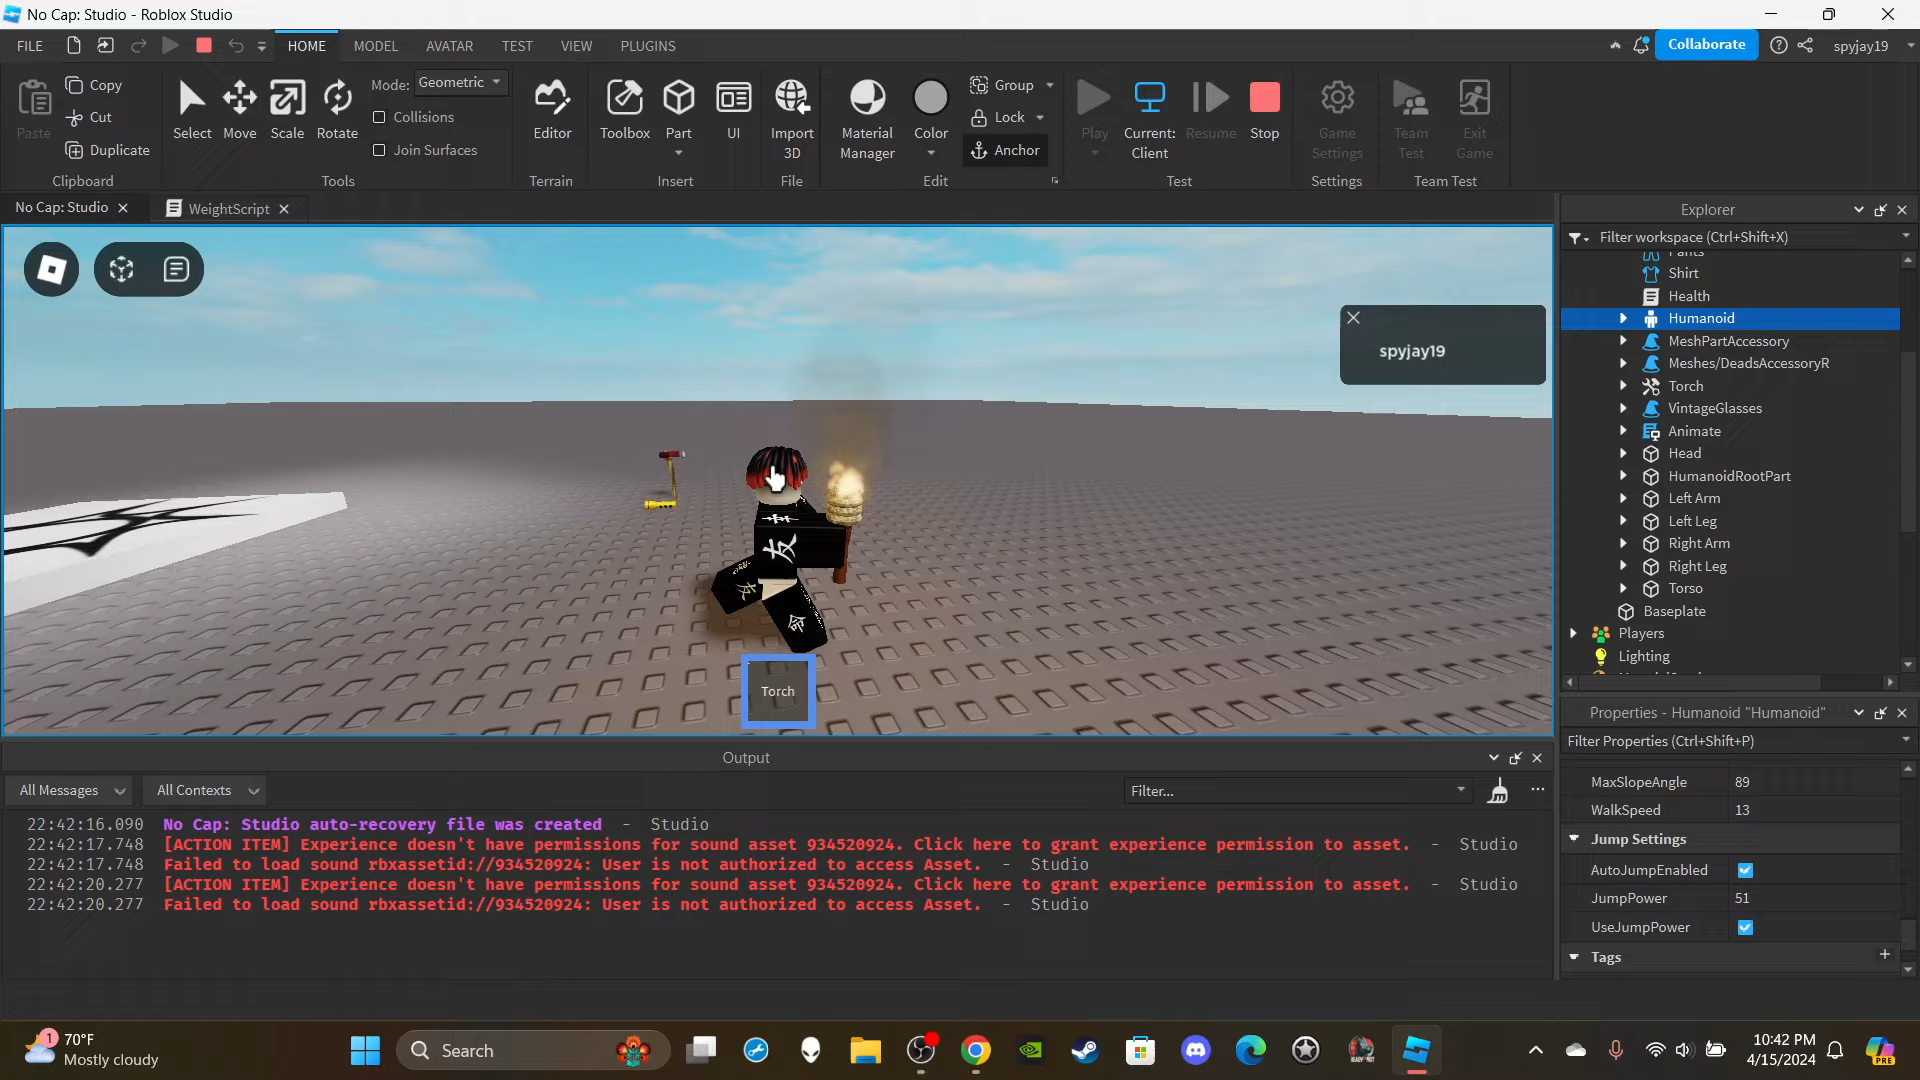 No Cap: Studio - Roblox Studio
FILE HOME MODEL AVATAR TEST VIEW PLUGINS Collaborate spyjay19
Paste Copy Cut Duplicate
Clipboard
Select Move Scale Rotate
Mode: Geometric
Collisions
Join Surfaces
Tools
Editor
Terrain
Toolbox Part UI
Insert
Import 3D
File
Material Manager
Color
Group
Lock
Anchor
Edit
Play Current: Client Resume Stop
Test
Game Settings
Settings
Team Test Exit Game
Team Test
No Cap: Studio WeightScript
spyjay19
友
友
命
Torch
Explorer
Filter workspace (Ctrl+Shift+X)
Pants
Shirt
Health
Humanoid
MeshPartAccessory
Meshes/DeadsAccessoryR
Torch
VintageGlasses
Animate
Head
HumanoidRootPart
Left Arm
Left Leg
Right Arm
Right Leg
Torso
Baseplate
Players
Lighting
Properties - Humanoid "Humanoid"
Filter Properties (Ctrl+Shift+P)
MaxSlopeAngle 89
WalkSpeed 13
Jump Settings
AutoJumpEnabled
JumpPower 51
UseJumpPower
Tags +
Output
All Messages All Contexts Filter... ...
22:42:16.090 No Cap: Studio auto-recovery file was created - Studio
22:42:17.748 [ACTION ITEM] Experience doesn't have permissions for sound asset 934520924. Click here to grant experience permission to asset. - Studio
22:42:17.748 Failed to load sound rbxassetid://934520924: User is not authorized to access Asset. - Studio
22:42:20.277 [ACTION ITEM] Experience doesn't have permissions for sound asset 934520924. Click here to grant experience permission to asset. - Studio
22:42:20.277 Failed to load sound rbxassetid://934520924: User is not authorized to access Asset. - Studio
1
70°F
Mostly cloudy
Search
PRE
10:42 PM
4/15/2024